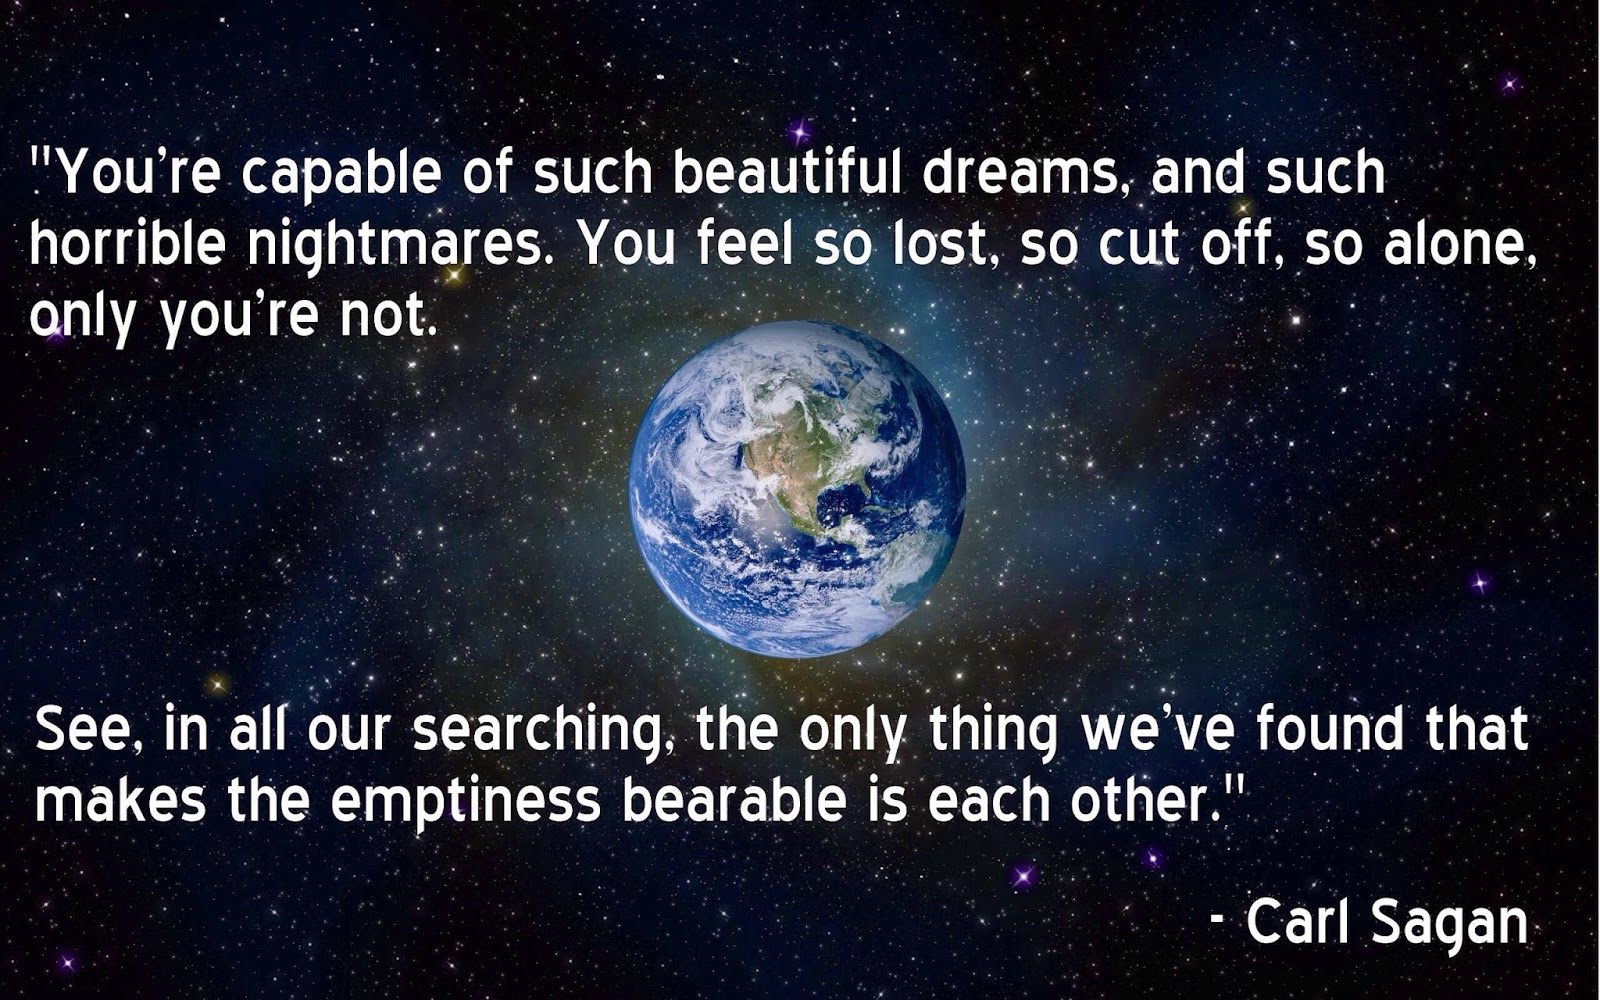 "You're capable of such beautiful dreams, and such
horrible nightmares. You feel so lost, so cut off, so alone,
only you're not.
See, in all our searching, the only thing we've found that
makes the emptiness bearable is each other."
- Carl Sagan